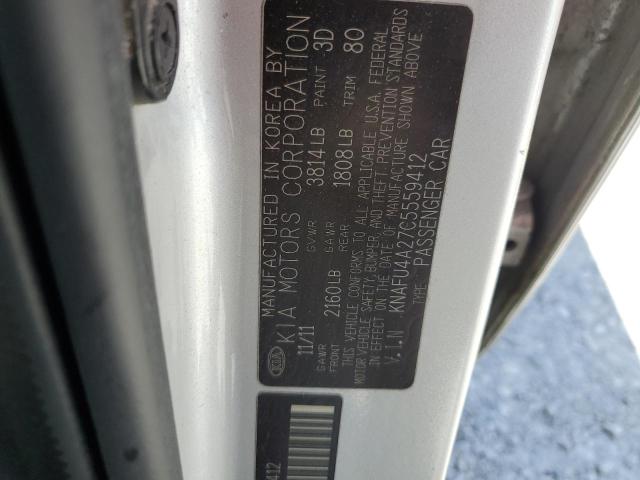 MANUFACTURED IN KOREA BY
KIA KIA MOTORS CORPORATION
11/11 GVWR 3814LB PAINT 3D
GAWR FRONT 2160LB GAWR REAR 1808LB TRIM 80
THIS VEHICLE CONFORMS TO ALL APPLICABLE U.S.A. FEDERAL
MOTOR VEHICLE SAFETY, BUMPER, AND THEFT PREVENTION STANDARDS
IN EFFECT ON THE DATE OF MANUFACTURE SHOWN ABOVE
V.I.N KNAFU4A27C5559412
TYPE: PASSENGER CAR
412